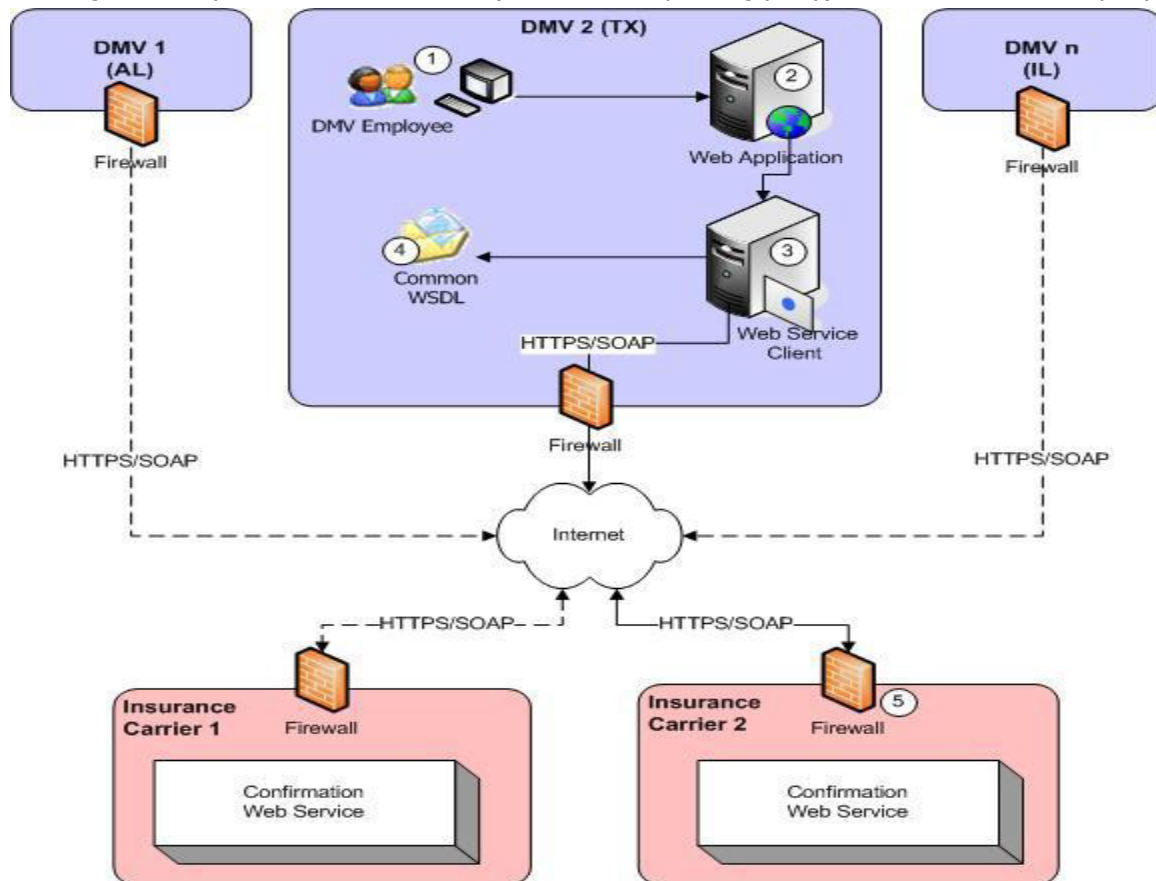 DMV 1
(AL)
Firewall
DMV 2 (TX)
1
DMV Employee
2
Web Application
4
Common
WSDL
3
Web Service
Client
HTTPS/SOAP
Firewall
DMV n
(IL)
Firewall
HTTPS/SOAP
HTTPS/SOAP
Internet
HTTPS/SOAP
HTTPS/SOAP
Insurance
Carrier 1
Firewall
Confirmation
Web Service
Insurance
Carrier 2
5
Firewall
Confirmation
Web Service